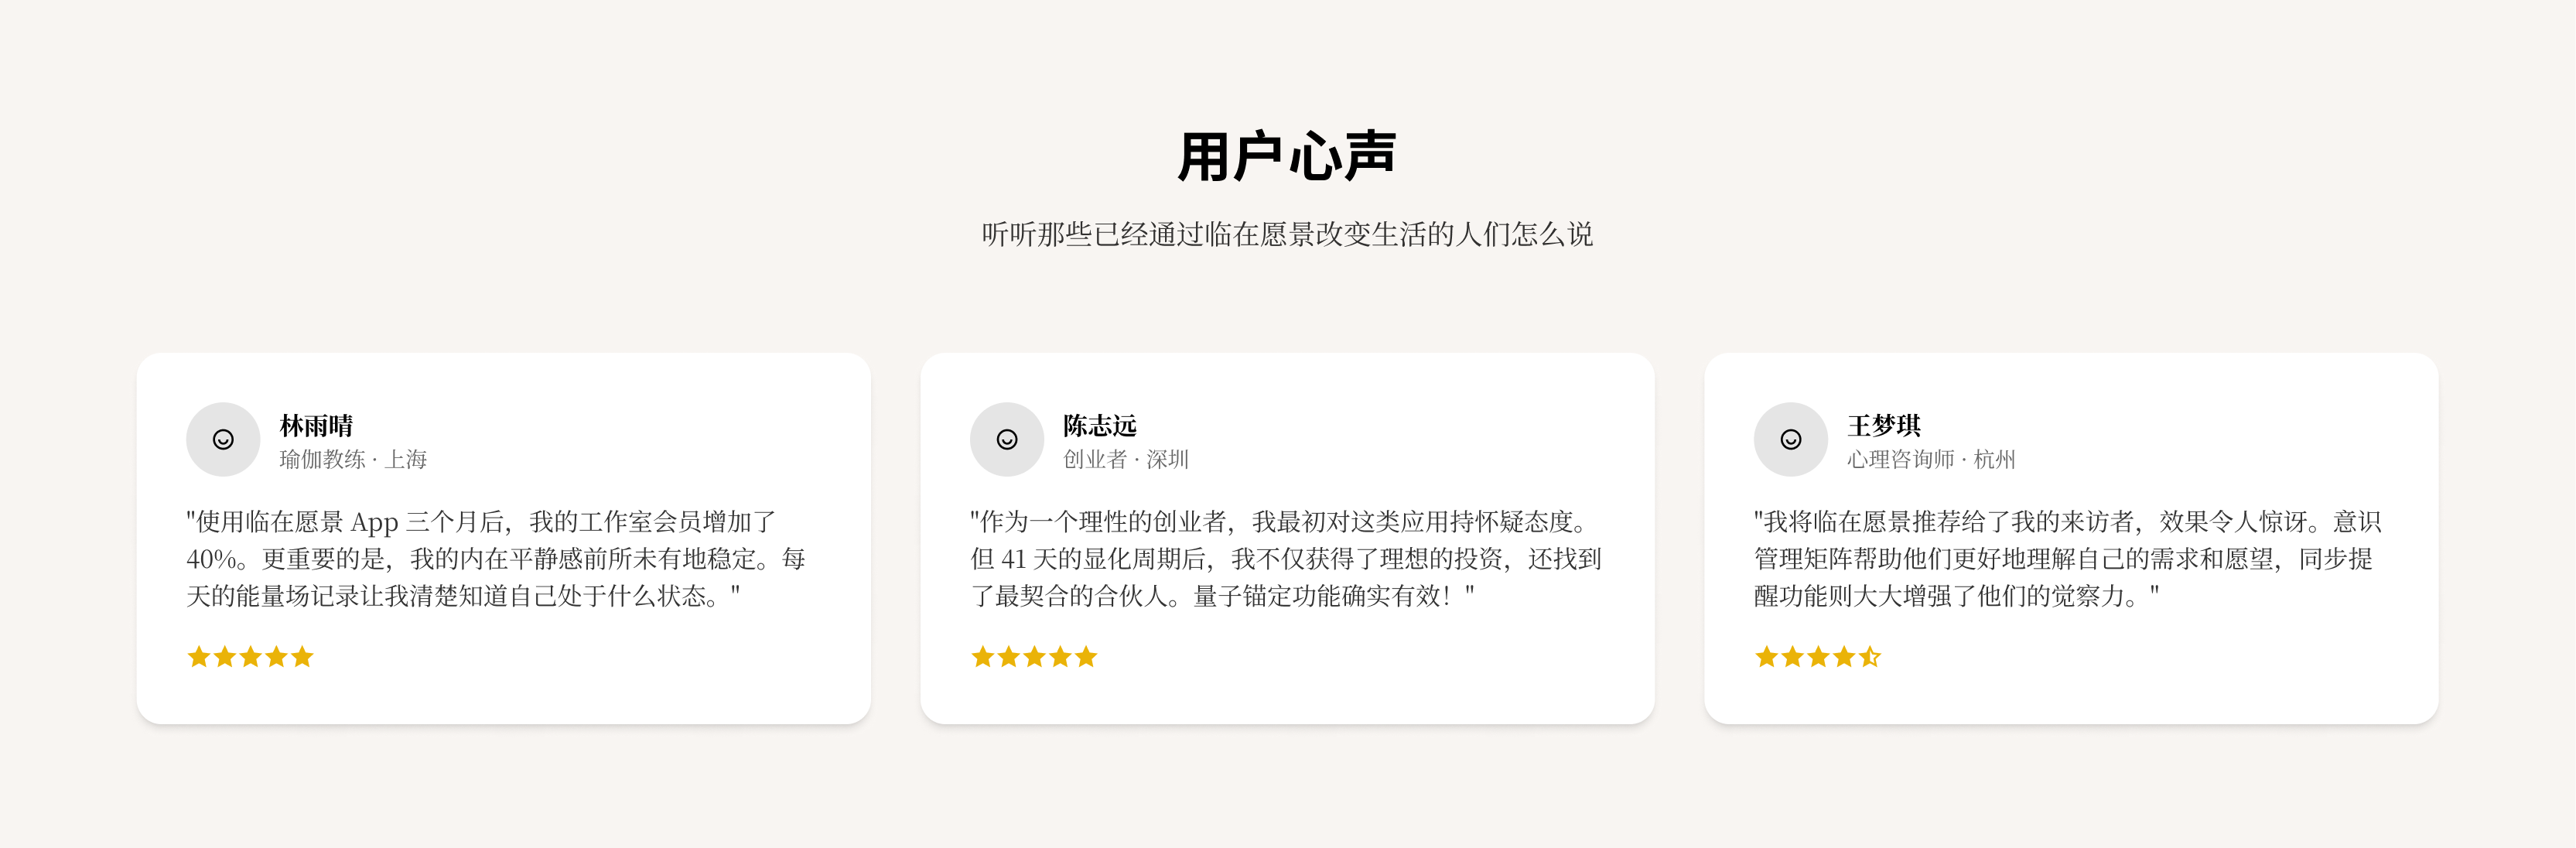 用户心声
听听那些已经通过临在愿景改变生活的人们怎么说
林雨晴
瑜伽教练 · 上海
"使用临在愿景 App 三个月后，我的工作室会员增加了
40%。更重要的是，我的内在平静感前所未有地稳定。每
天的能量场记录让我清楚知道自己处于什么状态。"
陈志远
创业者 · 深圳
"作为一个理性的创业者，我最初对这类应用持怀疑态度。
但 41 天的显化周期后，我不仅获得了理想的投资，还找到
了最契合的合伙人。量子锚定功能确实有效！"
王梦琪
心理咨询师 · 杭州
"我将临在愿景推荐给了我的来访者，效果令人惊讶。意识
管理矩阵帮助他们更好地理解自己的需求和愿望，同步提
醒功能则大大增强了他们的觉察力。"